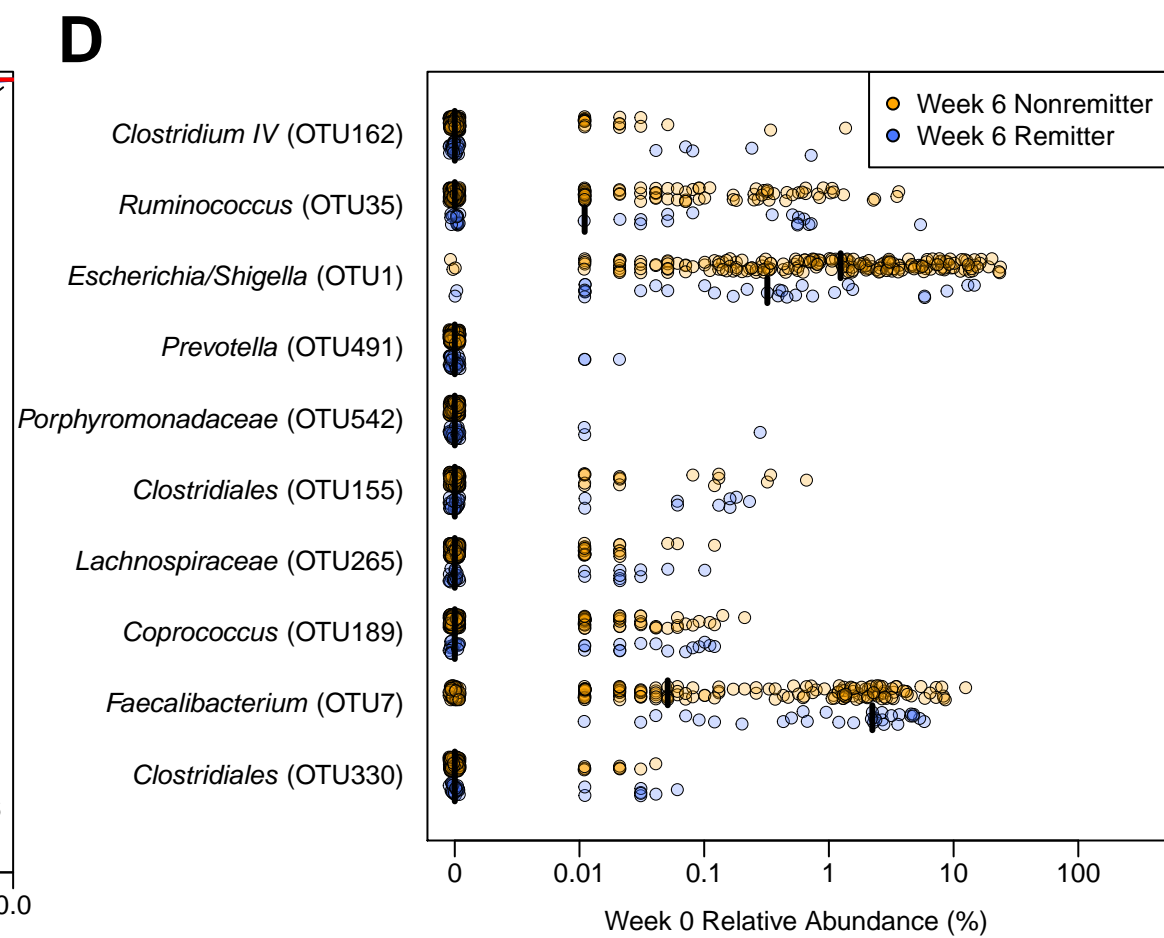 D
Week 6 Nonremitter
Week 6 Remitter
Clostridium IV (OTU162)
Ruminococcus (OTU35)
Escherichia/Shigella (OTU1)
Prevotella (OTU491)
Porphyromonadaceae (OTU542)
Clostridiales (OTU155)
Lachnospiraceae (OTU265)
Coprococcus (OTU189)
Faecalibacterium (OTU7)
Clostridiales (OTU330)
0 0.01 0.1 1 10 100
0.0
Week 0 Relative Abundance (%)